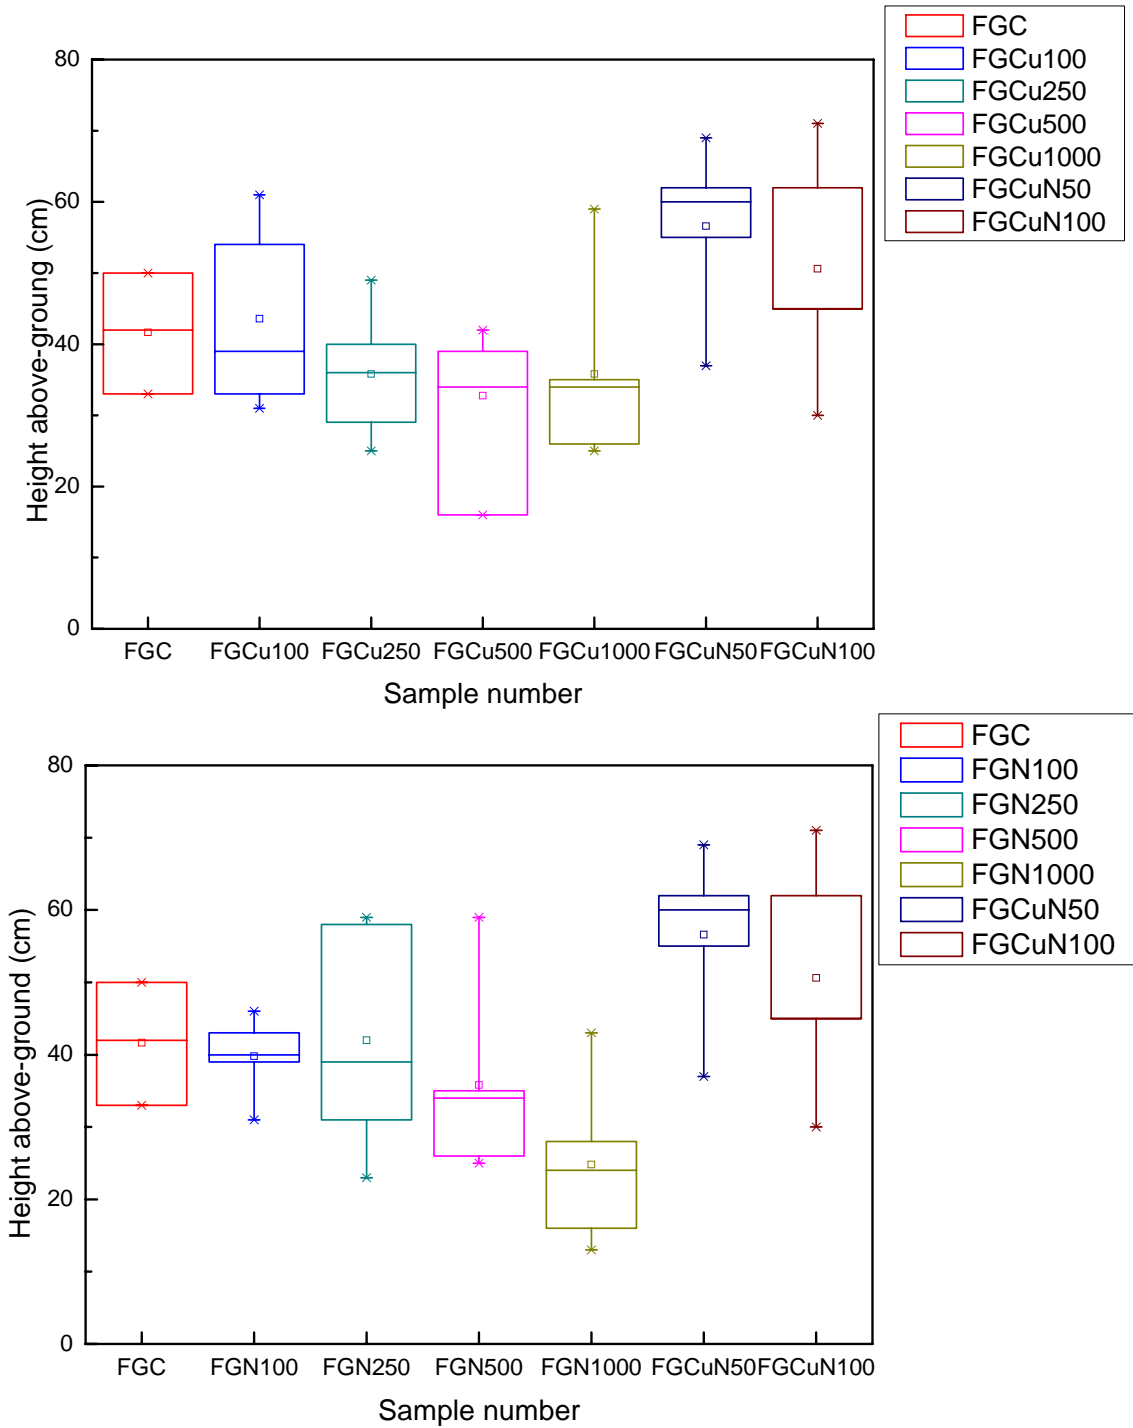 FGC
FGCu100
FGCu250
FGCu500
FGCu1000
FGCuN50
FGCuN100
80
60
40
20
0
Height above-groung (cm)
FGC FGCu100 FGCu250 FGCu500 FGCu1000 FGCuN50 FGCuN100
Sample number
FGC
FGN100
FGN250
FGN500
FGN1000
FGCuN50
FGCuN100
80
60
40
20
0
Height above-ground (cm)
FGC FGN100 FGN250 FGN500 FGN1000 FGCuN50 FGCuN100
Sample number